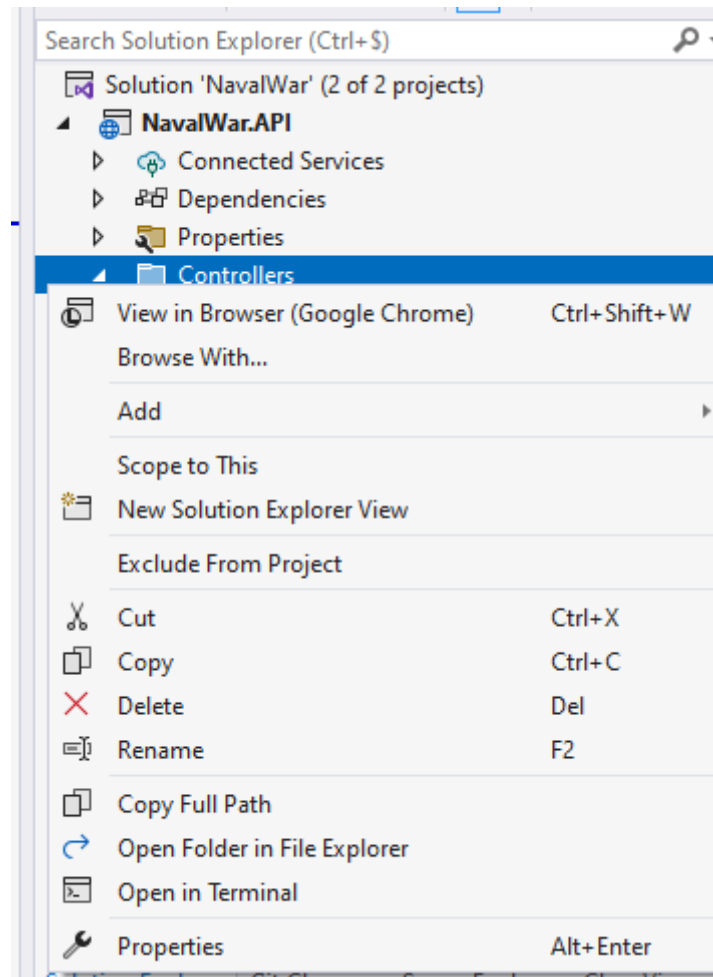 Search Solution Explorer (Ctrl+$)
Solution 'NavalWar' (2 of 2 projects)
NavalWar.API
Connected Services
Dependencies
Properties
Controllers
View in Browser (Google Chrome) Ctrl+Shift+W
Browse With...
Add
Scope to This
New Solution Explorer View
Exclude From Project
Cut Ctrl+X
Copy Ctrl+C
Delete Del
Rename F2
Copy Full Path
Open Folder in File Explorer
Open in Terminal
Properties Alt+Enter